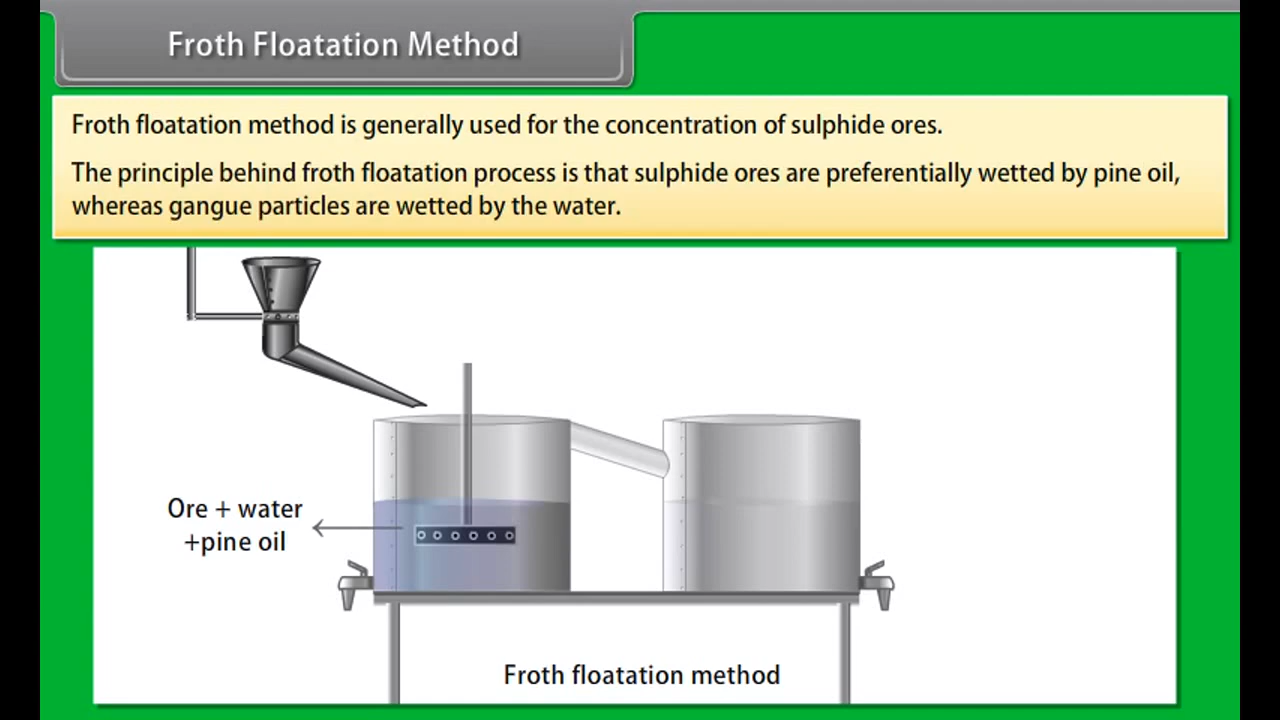 Froth Floatation Method
Froth floatation method is generally used for the concentration of sulphide ores.
The principle behind froth floatation process is that sulphide ores are preferentially wetted by pine oil,
whereas gangue particles are wetted by the water.
Ore + water
+pine oil
Froth floatation method